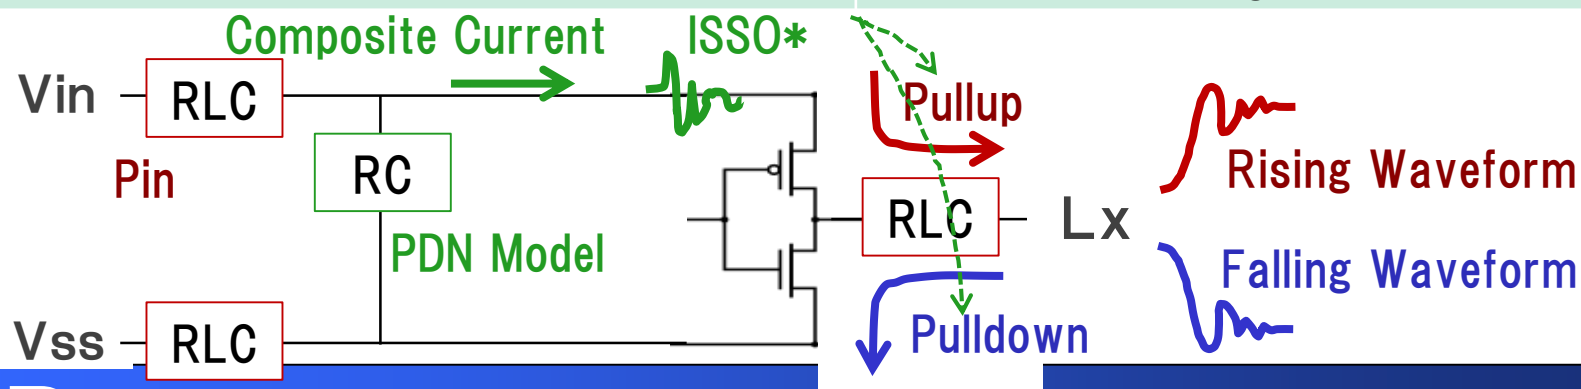 Composite Current
ISSO*
Vin
RLC
Pullup
Pin
RC
Rising Waveform
RLC
Lx
PDN Model
Falling Waveform
Vss
RLC
Pulldown